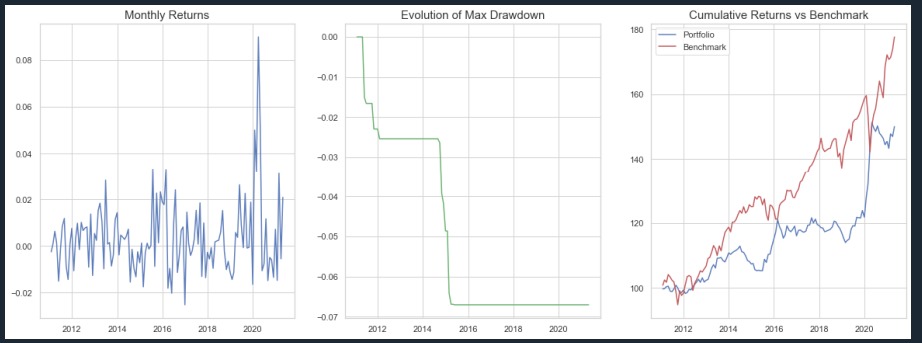 Monthly Returns
0.08
0.06
0.04
0.02
0.00
−0.02
2012 2014 2016 2018 2020
Evolution of Max Drawdown
0.00
−0.01
−0.02
−0.03
−0.04
−0.05
−0.06
−0.07
2012 2014 2016 2018 2020
Cumulative Returns vs Benchmark
Portfolio
Benchmark
180
160
140
120
100
2012 2014 2016 2018 2020